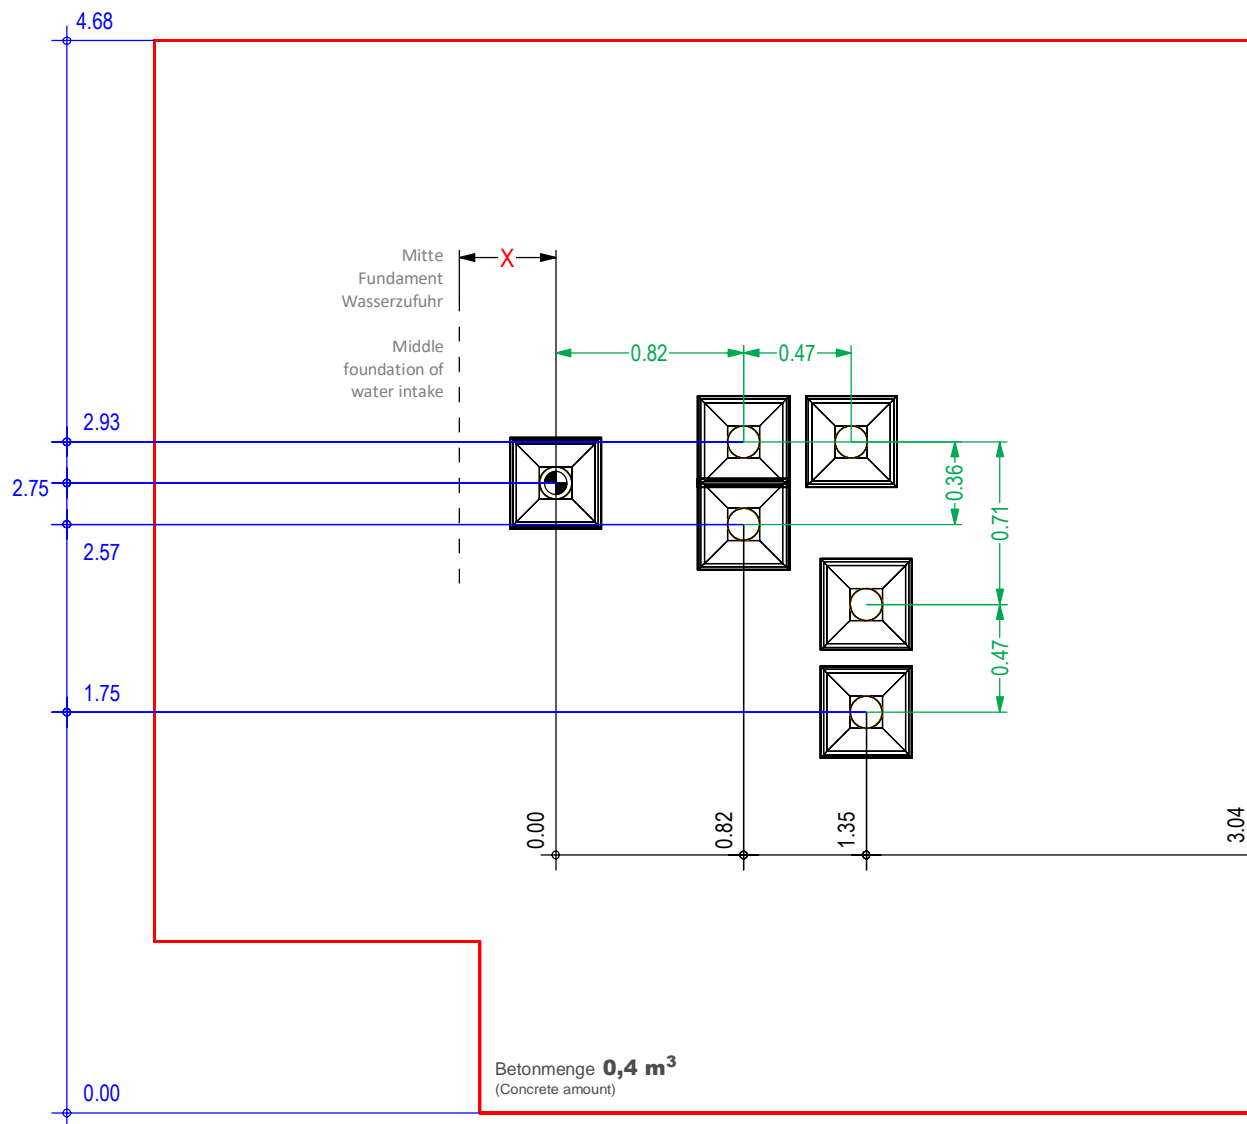 4.68
Mitte
Fundament
Wasserzufuhr
X
Middle
foundation of
water intake
0.82
0.47
2.93
2.75
2.57
0.36
0.71
0.47
1.75
0.00
0.82
1.35
3.04
Betonmenge 0,4 m³
(Concrete amount)
0.00